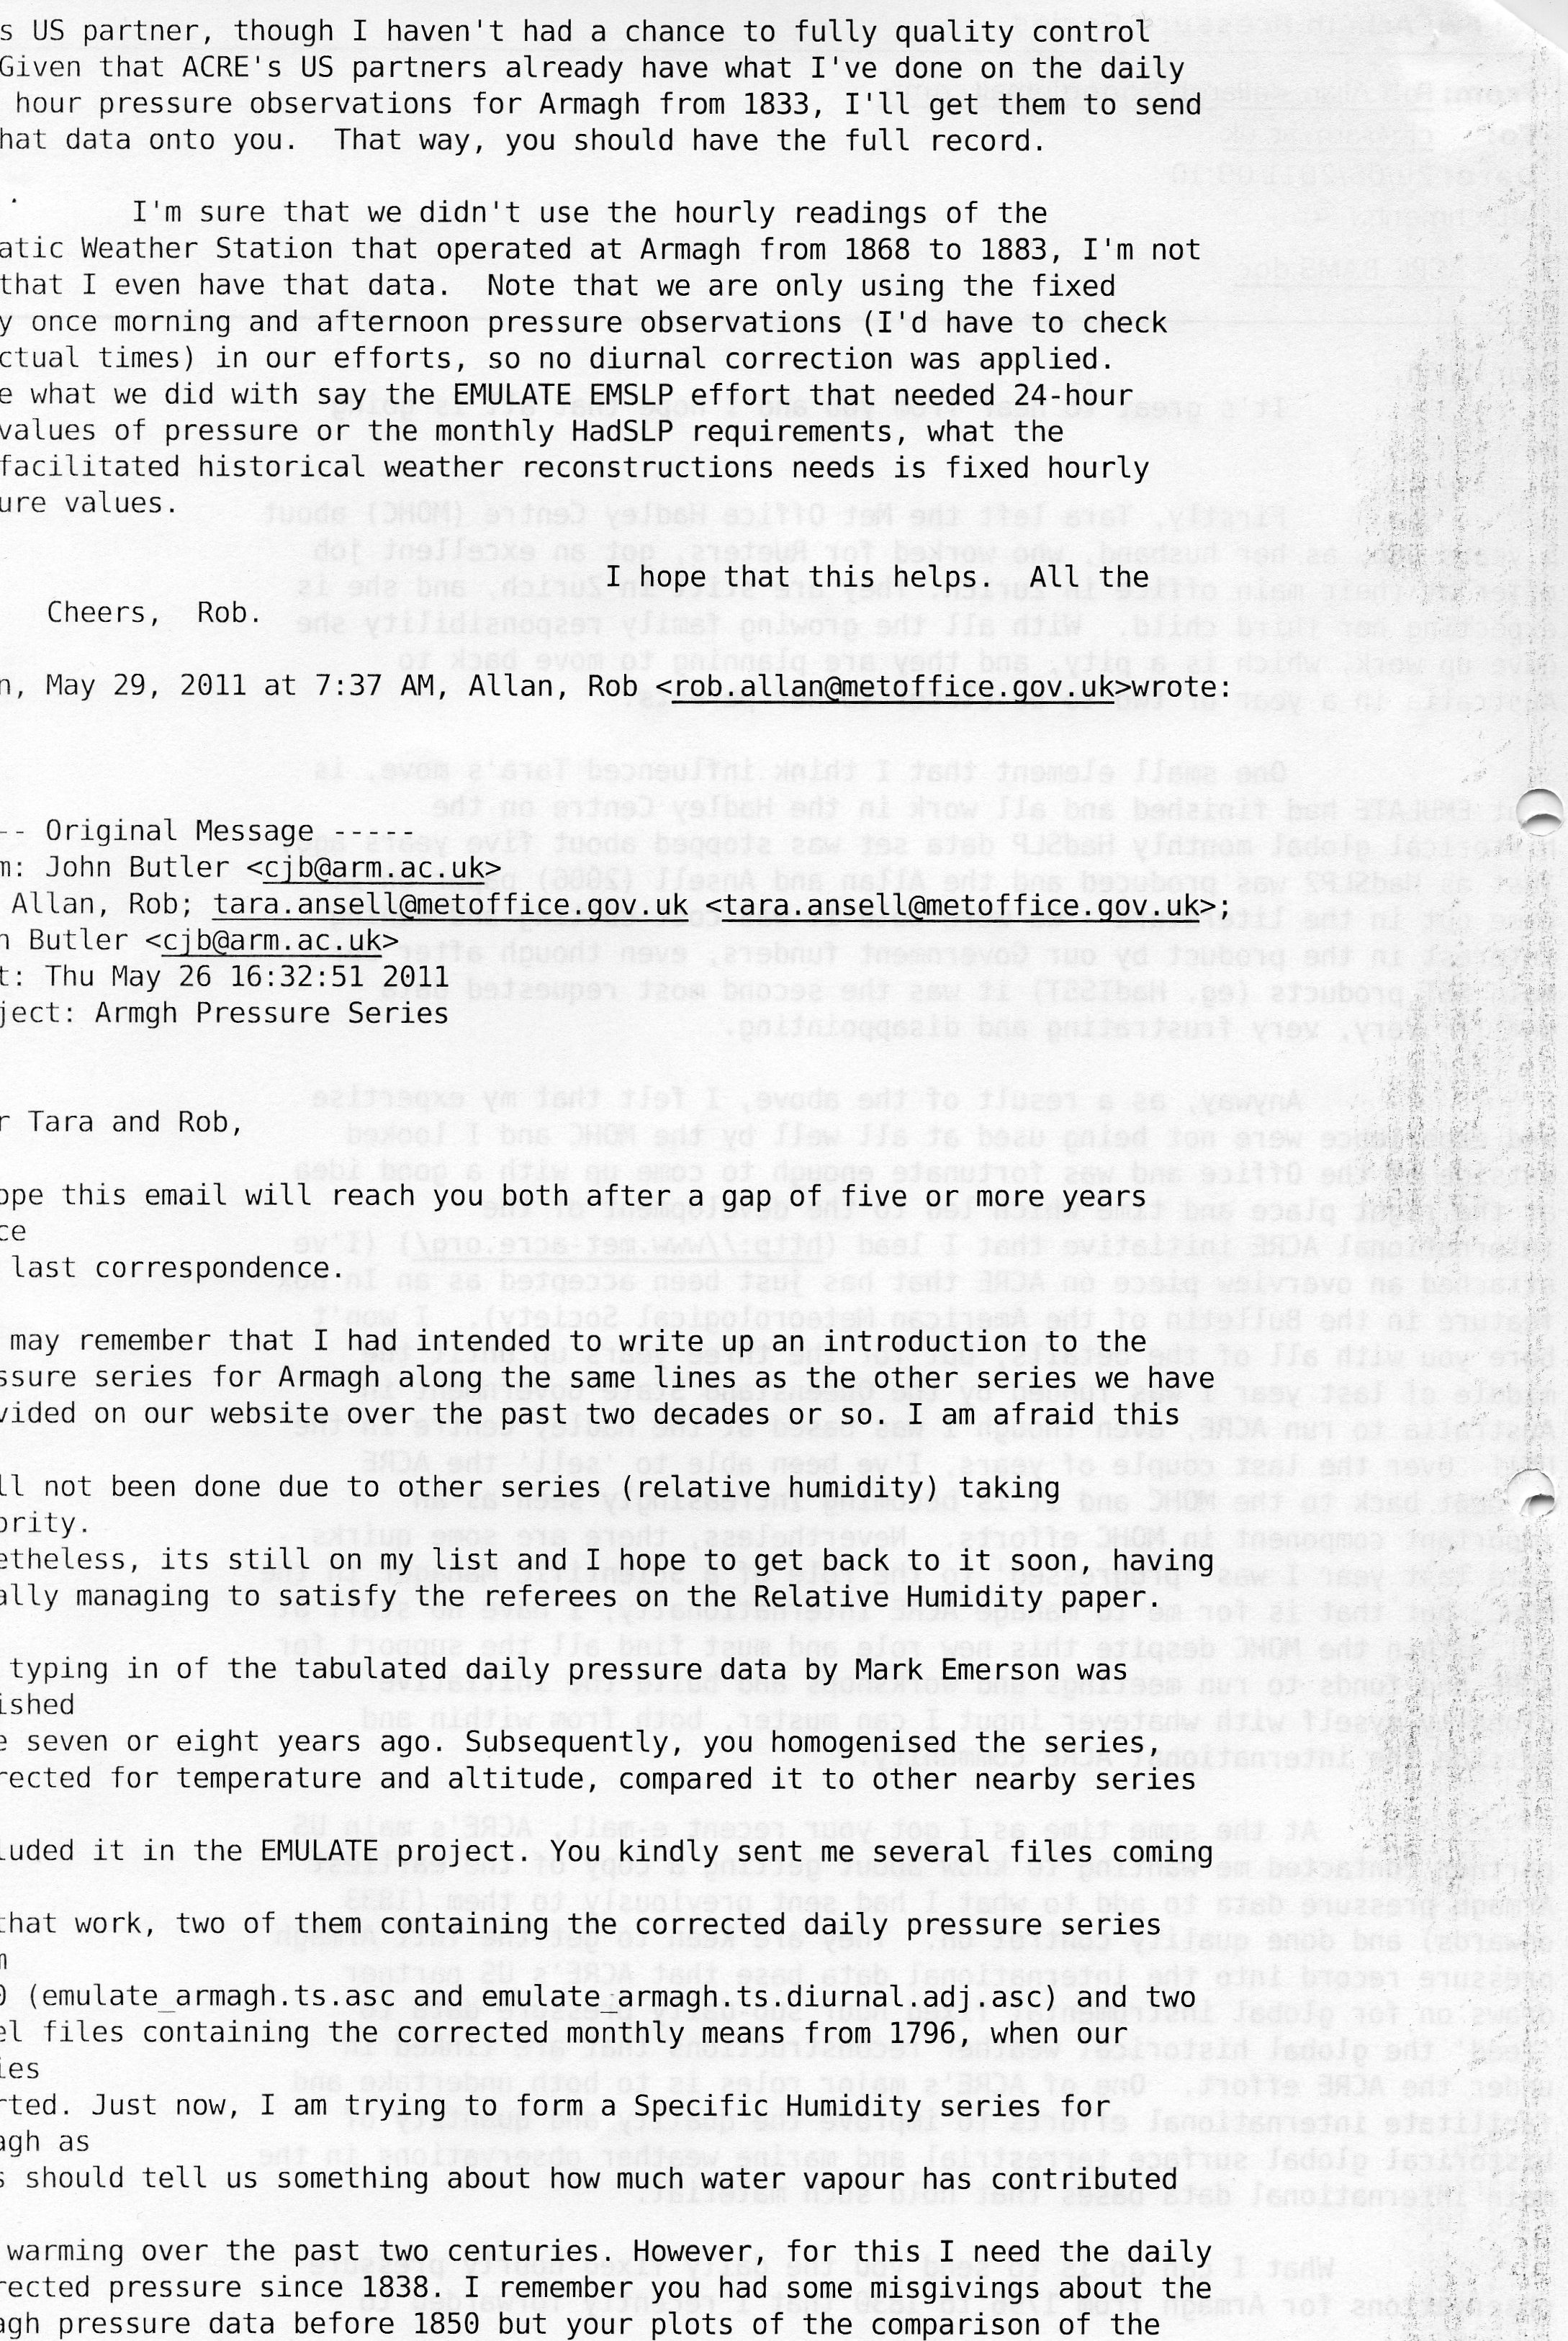 s US partner, though I haven't had a chance to fully quality control
Given that ACRE's US partners already have what I've done on the daily
hour pressure observations for Armagh from 1833, I'll get them to send
hat data onto you.  That way, you should have the full record.
I'm sure that we didn't use the hourly readings of the
atic Weather Station that operated at Armagh from 1868 to 1883, I'm not
that I even have that data.  Note that we are only using the fixed
y once morning and afternoon pressure observations (I'd have to check
ctual times) in our efforts, so no diurnal correction was applied.
e what we did with say the EMULATE EMSLP effort that needed 24-hour
values of pressure or the monthly HadSLP requirements, what the
facilitated historical weather reconstructions needs is fixed hourly
ure values.
I hope that this helps.  All the
Cheers,  Rob.
n, May 29, 2011 at 7:37 AM, Allan, Rob <rob.allan@metoffice.gov.uk>wrote:
-- Original Message -----
m: John Butler <cjb@arm.ac.uk>
Allan, Rob; tara.ansell@metoffice.gov.uk <tara.ansell@metoffice.gov.uk>;
n Butler <cjb@arm.ac.uk>
t: Thu May 26 16:32:51 2011
ject: Armgh Pressure Series
r Tara and Rob,
ope this email will reach you both after a gap of five or more years
ce
last correspondence.
may remember that I had intended to write up an introduction to the
ssure series for Armagh along the same lines as the other series we have
vided on our website over the past two decades or so. I am afraid this
ll not been done due to other series (relative humidity) taking
ority.
etheless, its still on my list and I hope to get back to it soon, having
ally managing to satisfy the referees on the Relative Humidity paper.
typing in of the tabulated daily pressure data by Mark Emerson was
ished
e seven or eight years ago. Subsequently, you homogenised the series,
rected for temperature and altitude, compared it to other nearby series
luded it in the EMULATE project. You kindly sent me several files coming
that work, two of them containing the corrected daily pressure series
m
0 (emulate_armagh.ts.asc and emulate_armagh.ts.diurnal.adj.asc) and two
el files containing the corrected monthly means from 1796, when our
ies
rted. Just now, I am trying to form a Specific Humidity series for
agh as
s should tell us something about how much water vapour has contributed
warming over the past two centuries. However, for this I need the daily
rected pressure since 1838. I remember you had some misgivings about the
agh pressure data before 1850 but your plots of the comparison of the